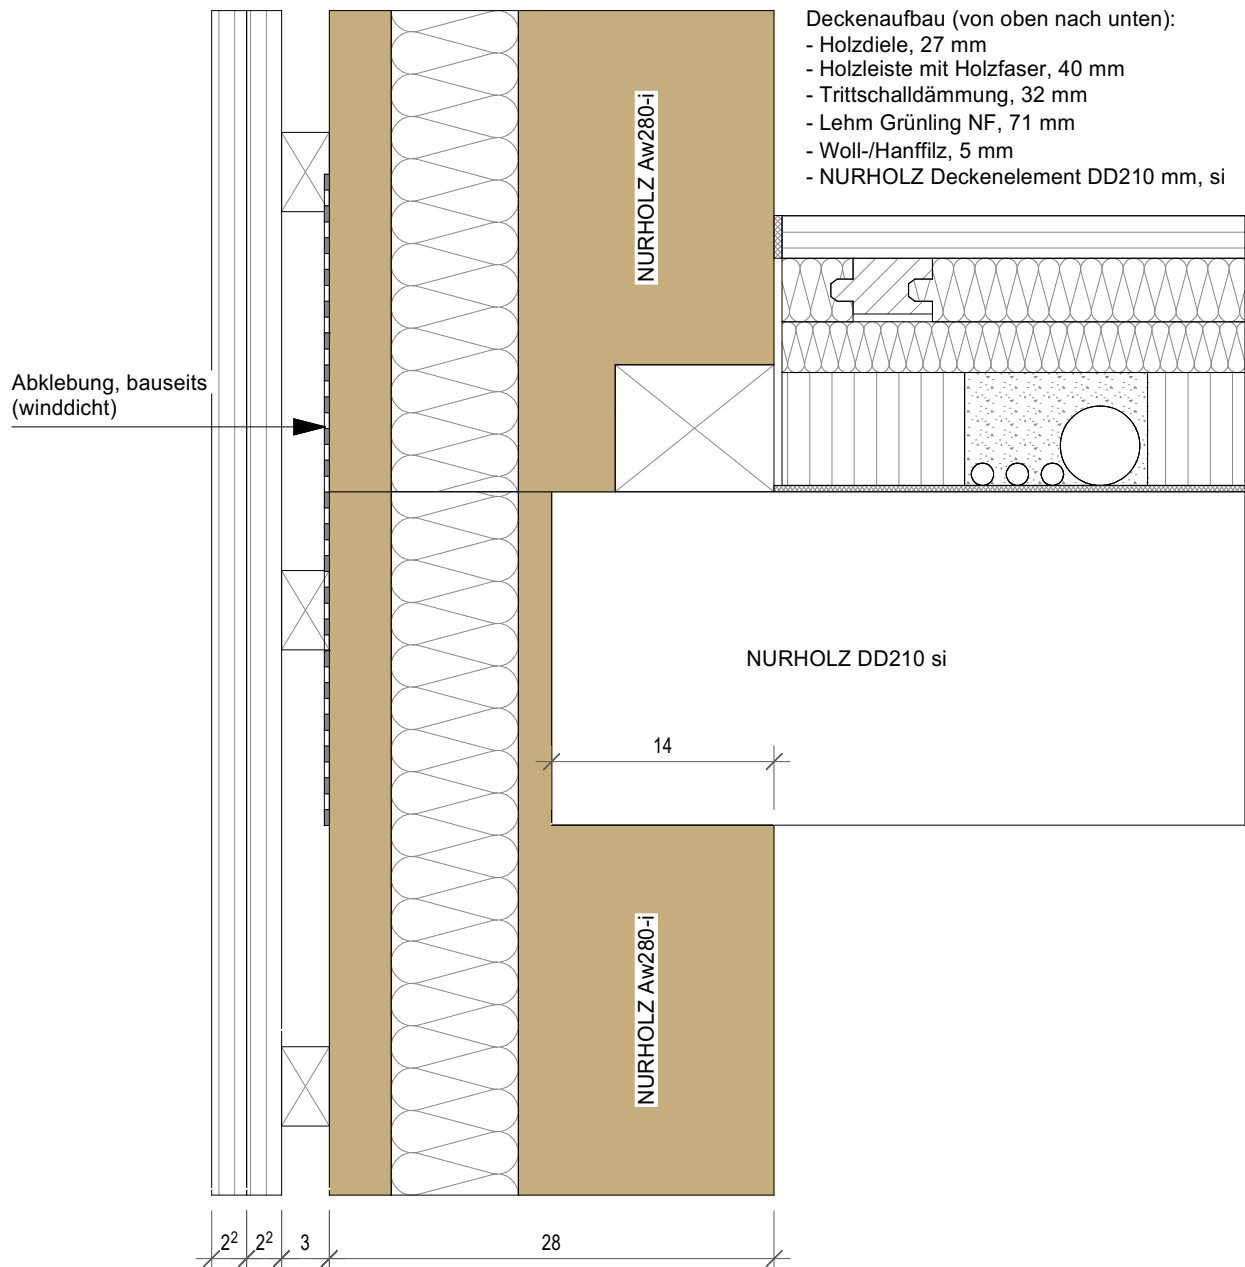 Deckenaufbau (von oben nach unten):
- Holzdiele, 27 mm
- Holzleiste mit Holzfaser, 40 mm
- Trittschalldämmung, 32 mm
- Lehm Grünling NF, 71 mm
- Woll-/Hanffilz, 5 mm
- NURHOLZ Deckenelement DD210 mm, si
NURHOLZ Aw280-i
Abklebung, bauseits
(winddicht)
NURHOLZ DD210 si
14
NURHOLZ Aw280-i
2² 2² 3 28